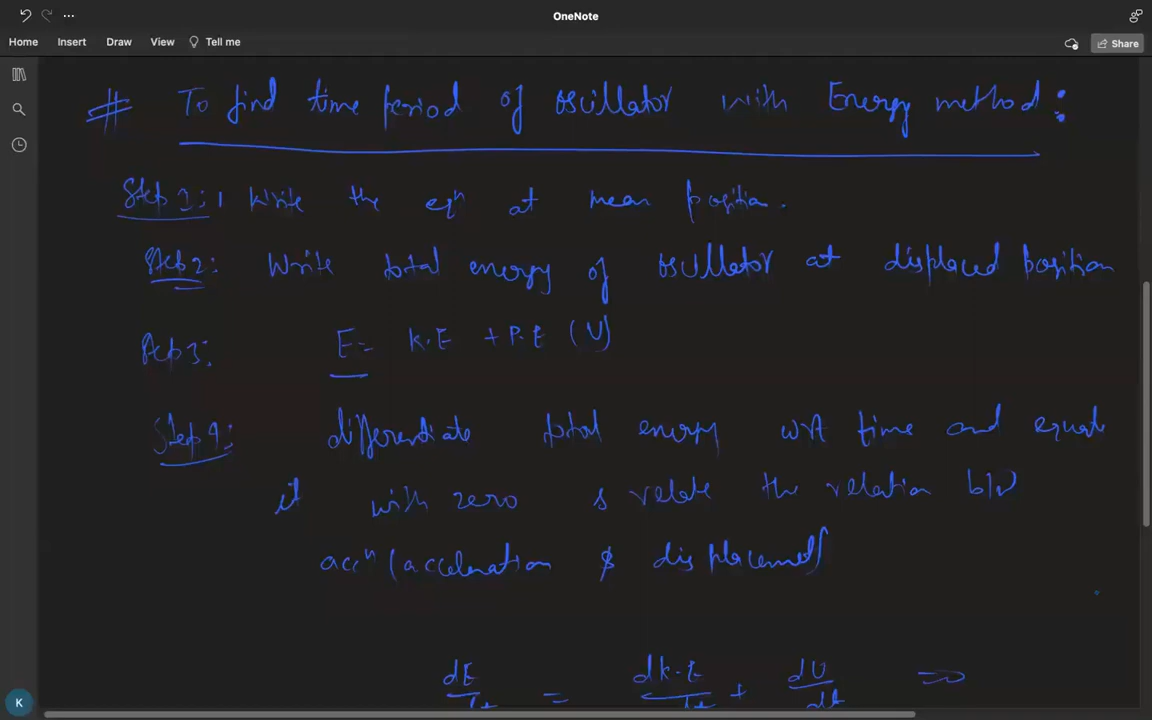 OneNote
Home Insert Draw View Tell me Share
# To find time period of oscillator with Energy method :
Step 1 : Write the eqn at mean position .
Step 2 : Write total energy of oscillator at displaced position
Step 3 : E = K.E + P.E (U)
Step 4 : differentiate total energy wrt time and equate
it with zero & relate the relation b/w
accn (acceleration & displacement)
dE/dt = dK.E/dt + dU/dt =>
K